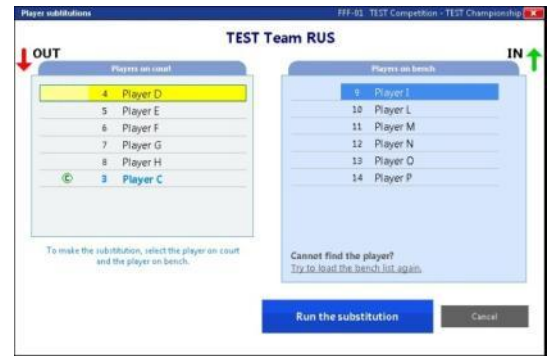 Player subtitutions
FFF-01 TEST Competition - TEST Championship
TEST Team RUS
OUT
IN
Players on court
Players on bench
4 Player D
5 Player E
6 Player F
7 Player G
8 Player H
© 3 Player C
9 Player I
10 Player L
11 Player M
12 Player N
13 Player O
14 Player P
To make the substitution, select the player on court
and the player on bench.
Cannot find the player?
Try to load the bench list again.
Run the substitution
Cancel